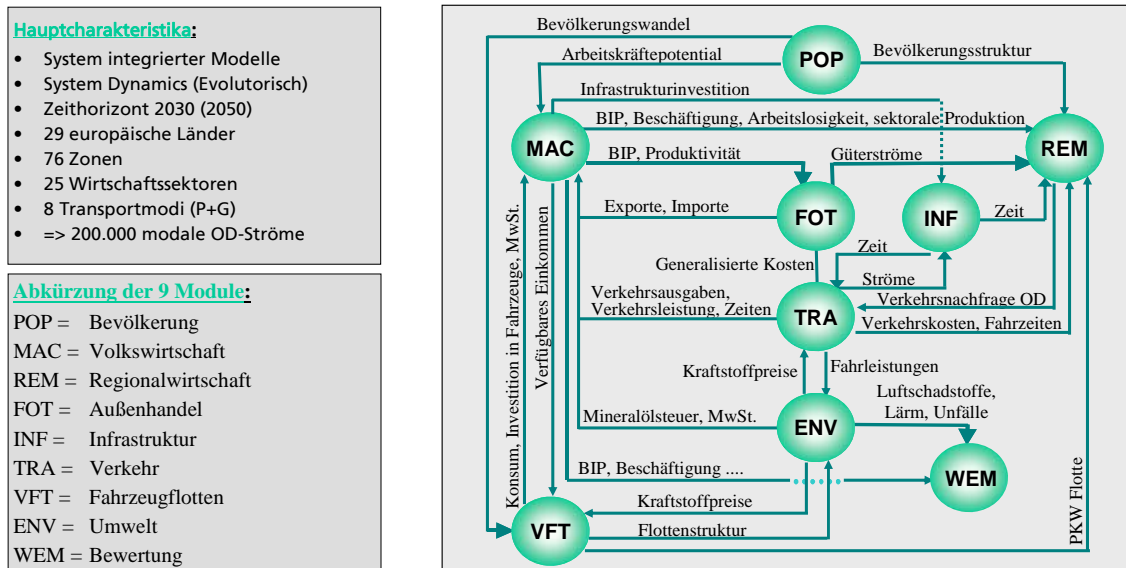 Hauptcharakteristika:
• System integrierter Modelle
• System Dynamics (Evolutorisch)
• Zeithorizont 2030 (2050)
• 29 europäische Länder
• 76 Zonen
• 25 Wirtschaftssektoren
• 8 Transportmodi (P+G)
• => 200.000 modale OD-Ströme
Abkürzung der 9 Module:
POP = Bevölkerung
MAC = Volkswirtschaft
REM = Regionalwirtschaft
FOT = Außenhandel
INF = Infrastruktur
TRA = Verkehr
VFT = Fahrzeugflotten
ENV = Umwelt
WEM = Bewertung
Bevölkerungswandel
Arbeitskräftepotential
POP
Bevölkerungsstruktur
Infrastrukturinvestition
BIP, Beschäftigung, Arbeitslosigkeit, sektorale Produktion
MAC
REM
BIP, Produktivität
Güterströme
Exporte, Importe
FOT
INF
Zeit
Zeit
Generalisierte Kosten
Ströme
Verkehrsausgaben,
Verkehrsleistung, Zeiten
TRA
Verkehrsnachfrage OD
Verkehrskosten, Fahrzeiten
Konsum, Investition in Fahrzeuge, MwSt.
Verfügbares Einkommen
Kraftstoffpreise
Fahrleistungen
Luftschadstoffe,
Lärm, Unfälle
Mineralölsteuer, MwSt.
ENV
BIP, Beschäftigung ....
WEM
Kraftstoffpreise
VFT
Flottenstruktur
PKW Flotte